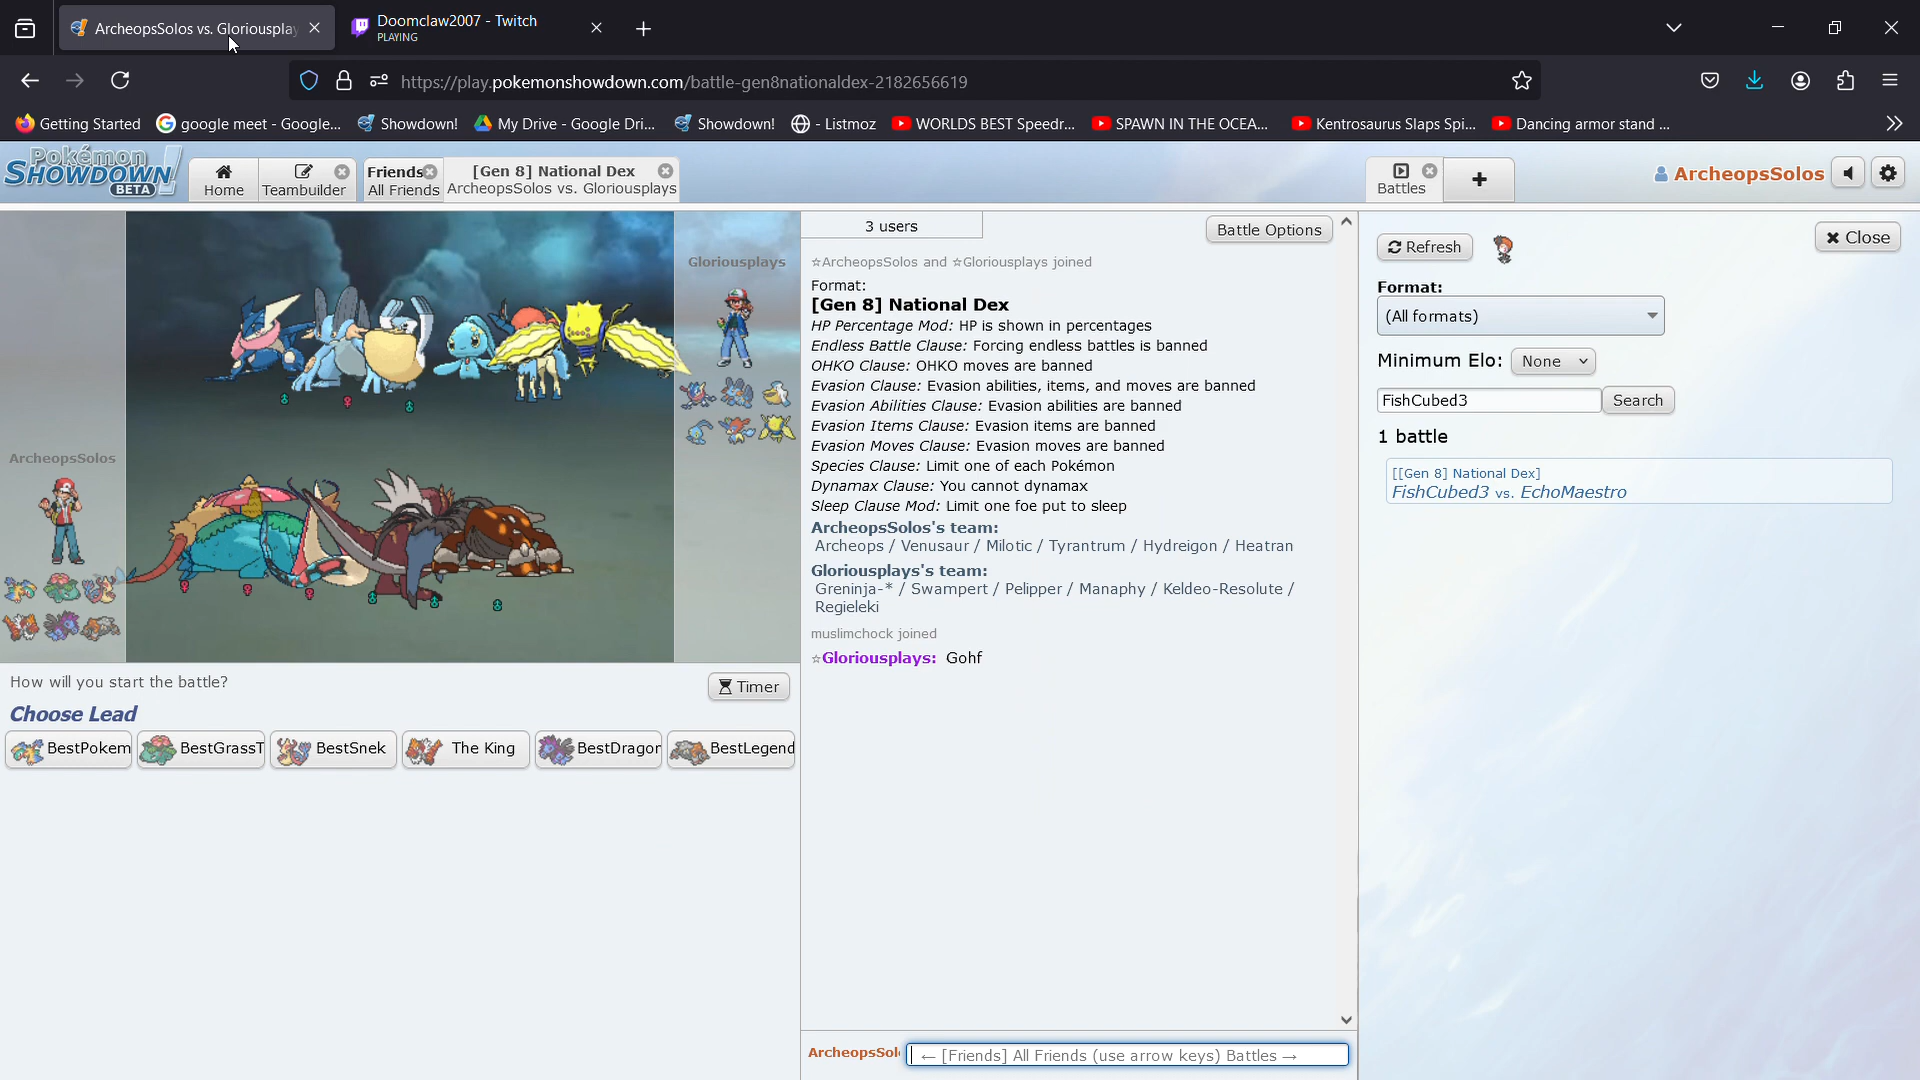 ArcheopsSolos vs. Gloriousplay
Doomclaw2007 - Twitch
PLAYING
https://play.pokemonshowdown.com/battle-gen8nationaldex-2182656619
Getting Started
google meet - Google...
Showdown!
My Drive - Google Dri...
Showdown!
- Listmoz
WORLDS BEST Speedr...
SPAWN IN THE OCEA...
Kentrosaurus Slaps Spi...
Dancing armor stand ...
Pokémon
SHOWDOWN!
BETA
Home
Teambuilder
Friends
All Friends
[Gen 8] National Dex
ArcheopsSolos vs. Gloriousplays
Battles
ArcheopsSolos
Gloriousplays
ArcheopsSolos
How will you start the battle?
Timer
Choose Lead
BestPokem
BestGrassT
BestSnek
The King
BestDragor
BestLegend
3 users
Battle Options
☆ArcheopsSolos and ☆Gloriousplays joined
Format:
[Gen 8] National Dex
HP Percentage Mod: HP is shown in percentages
Endless Battle Clause: Forcing endless battles is banned
OHKO Clause: OHKO moves are banned
Evasion Clause: Evasion abilities, items, and moves are banned
Evasion Abilities Clause: Evasion abilities are banned
Evasion Items Clause: Evasion items are banned
Evasion Moves Clause: Evasion moves are banned
Species Clause: Limit one of each Pokémon
Dynamax Clause: You cannot dynamax
Sleep Clause Mod: Limit one foe put to sleep
ArcheopsSolos's team:
Archeops / Venusaur / Milotic / Tyrantrum / Hydreigon / Heatran
Gloriousplays's team:
Greninja-* / Swampert / Pelipper / Manaphy / Keldeo-Resolute /
Regieleki
muslimchock joined
☆Gloriousplays: Gohf
ArcheopsSol
← [Friends] All Friends (use arrow keys) Battles →
Refresh
Close
Format:
(All formats)
Minimum Elo: None
FishCubed3
Search
1 battle
[[Gen 8] National Dex]
FishCubed3 vs. EchoMaestro